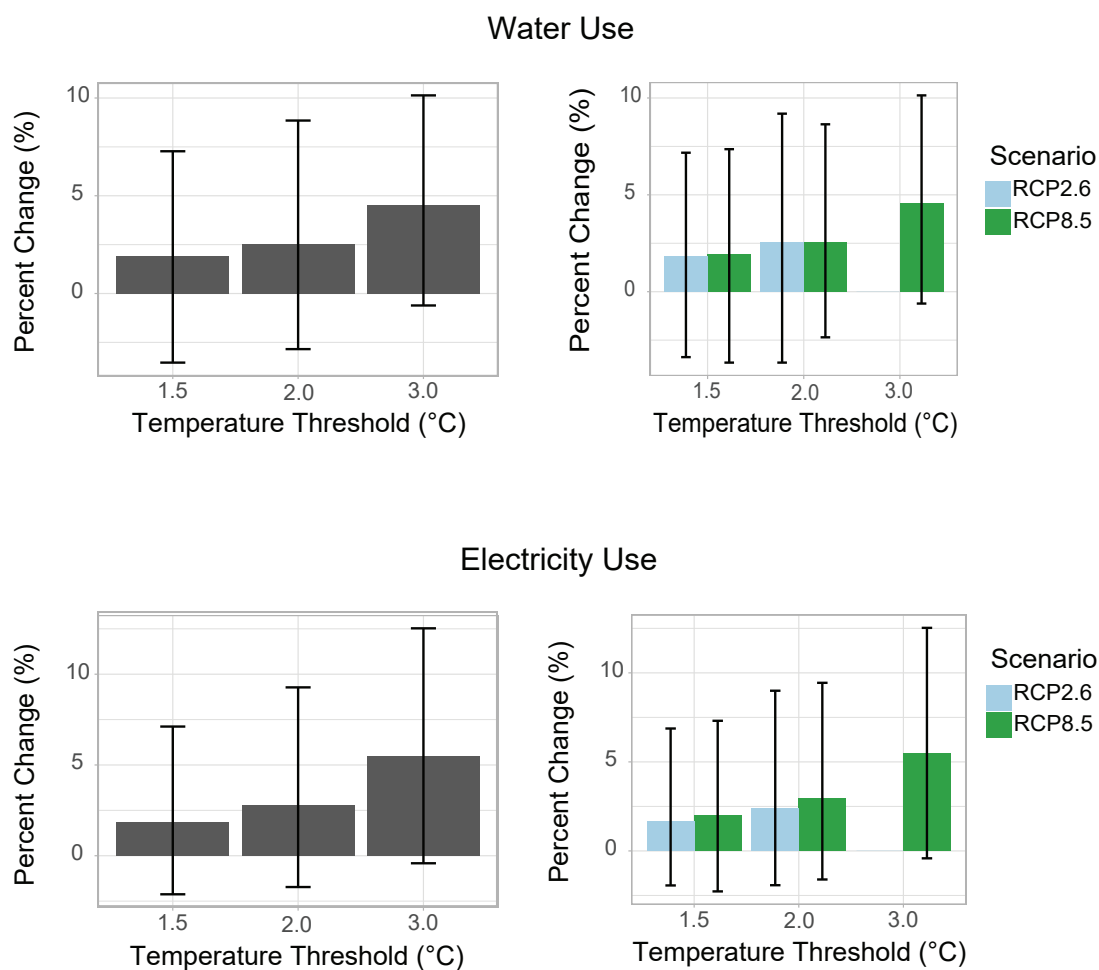 Water Use
Percent Change (%)
10
5
0
1.5
2.0
3.0
Temperature Threshold (°C)
Percent Change (%)
10
5
0
1.5
2.0
3.0
Temperature Threshold (°C)
Scenario
RCP2.6
RCP8.5
Electricity Use
Percent Change (%)
10
5
0
1.5
2.0
3.0
Temperature Threshold (°C)
Percent Change (%)
10
5
0
1.5
2.0
3.0
Temperature Threshold (°C)
Scenario
RCP2.6
RCP8.5